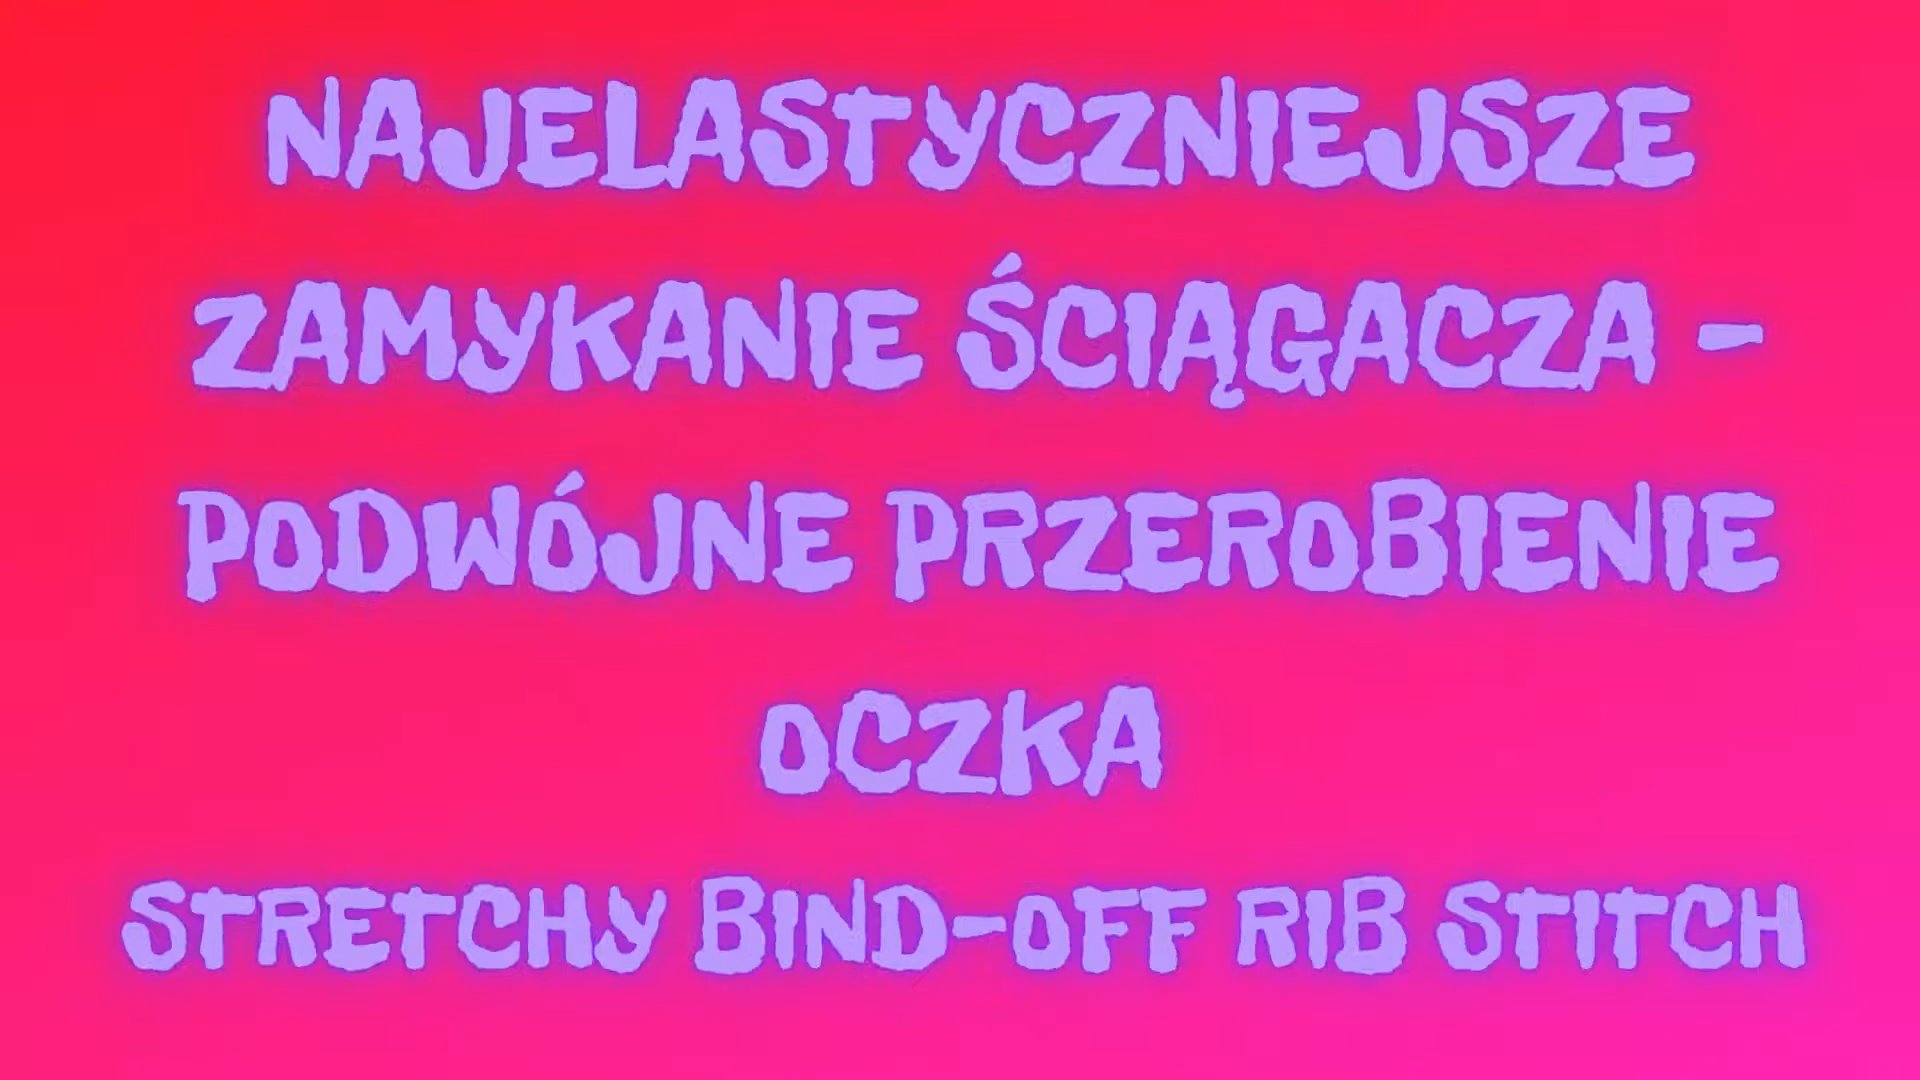 NAJELASTYCZNIEJSZE
ZAMYKANIE ŚCIĄGACZA -
PODWÓJNE PRZEROBIENIE
OCZKA
STRETCHY BIND-OFF RIB STITCH